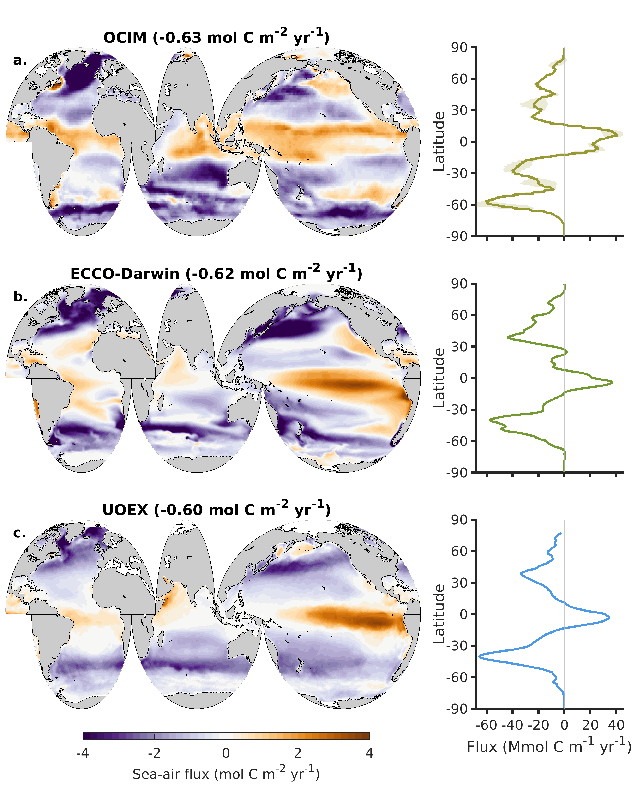 OCIM (-0.63 mol C m⁻² yr⁻¹)
a.
90
60
30
0
-30
-60
-90
Latitude
ECCO-Darwin (-0.62 mol C m⁻² yr⁻¹)
b.
90
60
30
0
-30
-60
-90
Latitude
UOEX (-0.60 mol C m⁻² yr⁻¹)
c.
90
60
30
0
-30
-60
-90
Latitude
-60 -40 -20 0 20 40
Flux (Mmol C m⁻¹ yr⁻¹)
-4 -2 0 2 4
Sea-air flux (mol C m⁻² yr⁻¹)